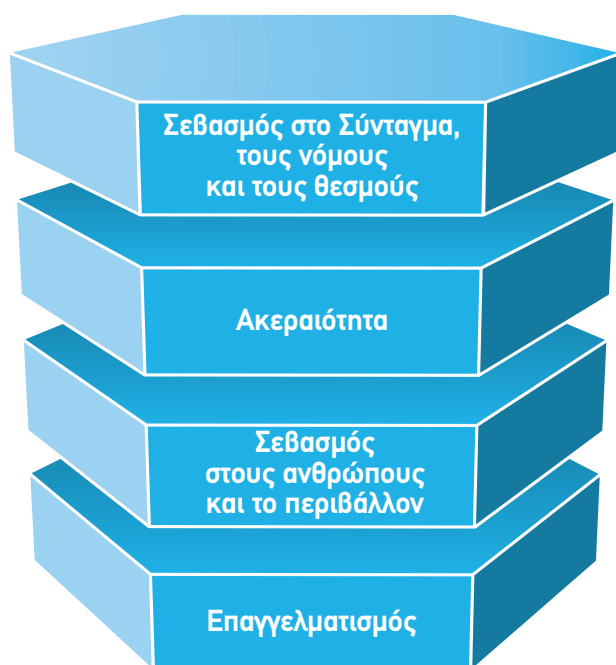 Σεβασμός στο Σύνταγμα,
τους νόμους
και τους θεσμούς
Ακεραιότητα
Σεβασμός
στους ανθρώπους
και το περιβάλλον
Επαγγελματισμός